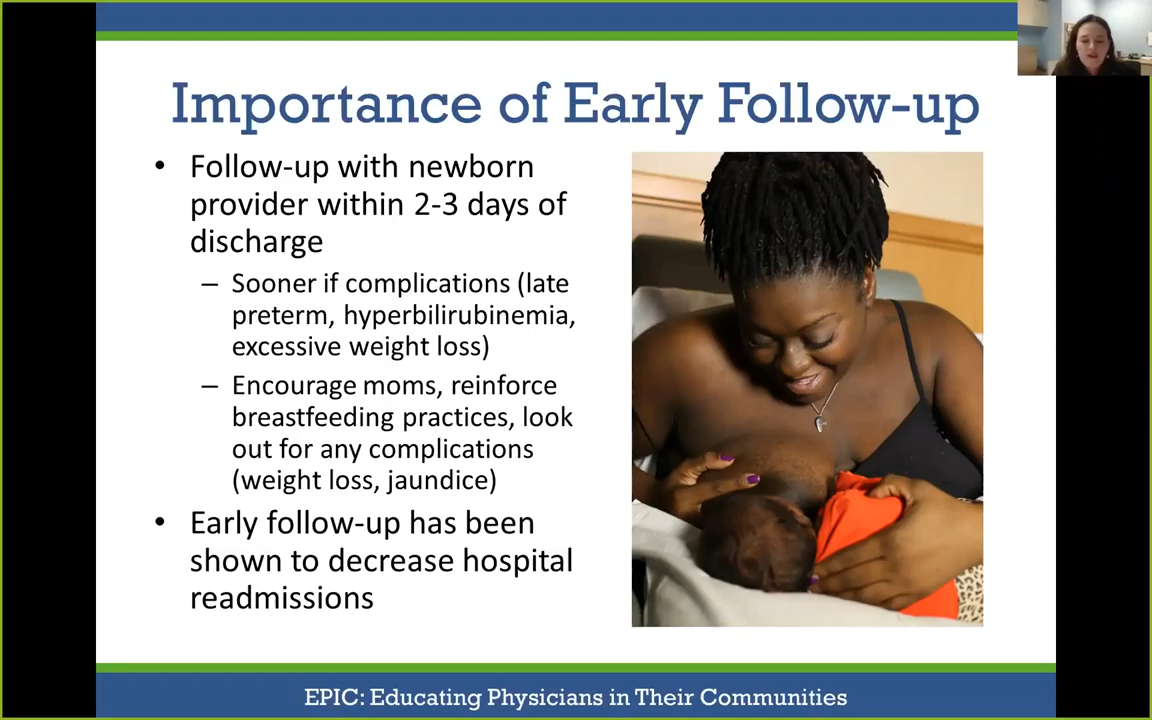 Importance of Early Follow-up
• Follow-up with newborn
provider within 2-3 days of
discharge
– Sooner if complications (late
preterm, hyperbilirubinemia,
excessive weight loss)
– Encourage moms, reinforce
breastfeeding practices, look
out for any complications
(weight loss, jaundice)
• Early follow-up has been
shown to decrease hospital
readmissions
EPIC: Educating Physicians in Their Communities